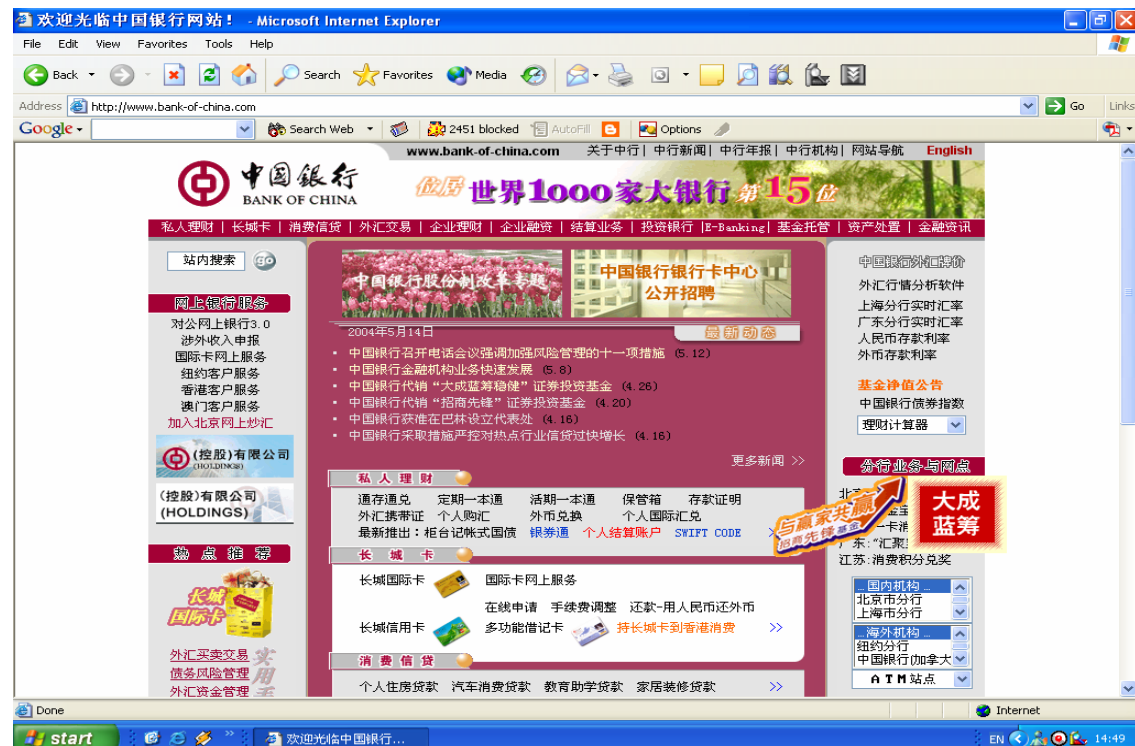 欢迎光临中国银行网站！ - Microsoft Internet Explorer
File Edit View Favorites Tools Help
Back Search Favorites Media
Address http://www.bank-of-china.com Go Links
Google Search Web 2451 blocked AutoFill Options
www.bank-of-china.com 关于中行| 中行新闻| 中行年报| 中行机构| 网站导航 English
中国银行
BANK OF CHINA
位居 世界1000家大银行 第15位
私人理财 | 长城卡 | 消费信贷 | 外汇交易 | 企业理财 | 企业融资 | 结算业务 | 投资银行 |E-Banking| 基金托管 | 资产处置 | 金融资讯
站内搜索 GO
网上银行服务
对公网上银行3.0
涉外收入申报
国际卡网上服务
纽约客户服务
香港客户服务
澳门客户服务
加入北京网上炒汇
(控股)有限公司
(HOLDINGS)
(控股)有限公司
(HOLDINGS)
热点推荐
长城
国际卡
外汇买卖交易
债务风险管理
外汇资金管理
实
用
手
中国银行股份制改革专题
中国银行银行卡中心
公开招聘
2004年5月14日
最新动态
• 中国银行召开电话会议强调加强风险管理的十一项措施 (5.12)
• 中国银行金融机构业务快速发展 (5.8)
• 中国银行代销“大成蓝筹稳健”证券投资基金 (4.26)
• 中国银行代销“招商先锋”证券投资基金 (4.20)
• 中国银行获准在巴林设立代表处 (4.16)
• 中国银行采取措施严控对热点行业信贷过快增长 (4.16)
更多新闻 >>
私人理财
通存通兑 定期一本通 活期一本通 保管箱 存款证明
外汇携带证 个人购汇 外币兑换 个人国际汇兑
最新推出：柜台记帐式国债 银券通 个人结算账户 SWIFT CODE
长城卡
长城国际卡 国际卡网上服务
在线申请 手续费调整 还款-用人民币还外币
长城信用卡 多功能借记卡 持长城卡到香港消费 >>
消费信贷
个人住房贷款 汽车消费贷款 教育助学贷款 家居装修贷款 >>
中国银行外汇牌价
外汇行情分析软件
上海分行实时汇率
广东分行实时汇率
人民币存款利率
外币存款利率
基金净值公告
中国银行债券指数
理财计算器
分行业务与网点
与赢家共赢
招商先锋基金
大成
蓝筹
江苏:消费积分兑奖
…国内机构…
北京市分行
上海市分行
…海外机构…
纽约分行
中国银行(加拿大
ATM站点
Done Internet
start 欢迎光临中国银行... EN 14:49